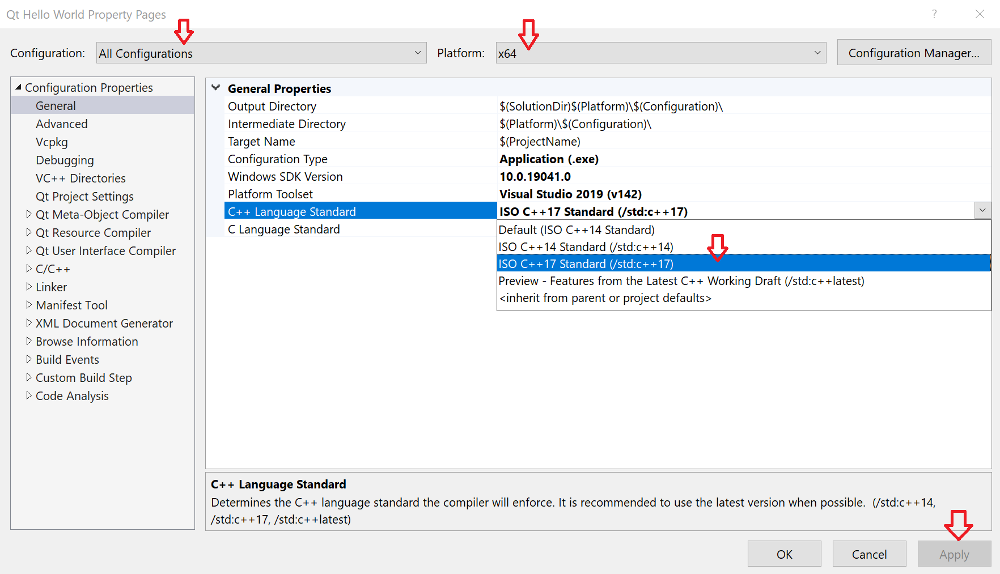 Qt Hello World Property Pages
?
Configuration: All Configurations Platform: x64 Configuration Manager...
Configuration Properties
General
Advanced
Vcpkg
Debugging
VC++ Directories
Qt Project Settings
Qt Meta-Object Compiler
Qt Resource Compiler
Qt User Interface Compiler
C/C++
Linker
Manifest Tool
XML Document Generator
Browse Information
Build Events
Custom Build Step
Code Analysis
General Properties
Output Directory $(SolutionDir)$(Platform)\$(Configuration)\
Intermediate Directory $(Platform)\$(Configuration)\
Target Name $(ProjectName)
Configuration Type Application (.exe)
Windows SDK Version 10.0.19041.0
Platform Toolset Visual Studio 2019 (v142)
C++ Language Standard ISO C++17 Standard (/std:c++17)
C Language Standard
Default (ISO C++14 Standard)
ISO C++14 Standard (/std:c++14)
ISO C++17 Standard (/std:c++17)
Preview - Features from the Latest C++ Working Draft (/std:c++latest)
<inherit from parent or project defaults>
C++ Language Standard
Determines the C++ language standard the compiler will enforce. It is recommended to use the latest version when possible.  (/std:c++14,
/std:c++17, /std:c++latest)
OK Cancel Apply